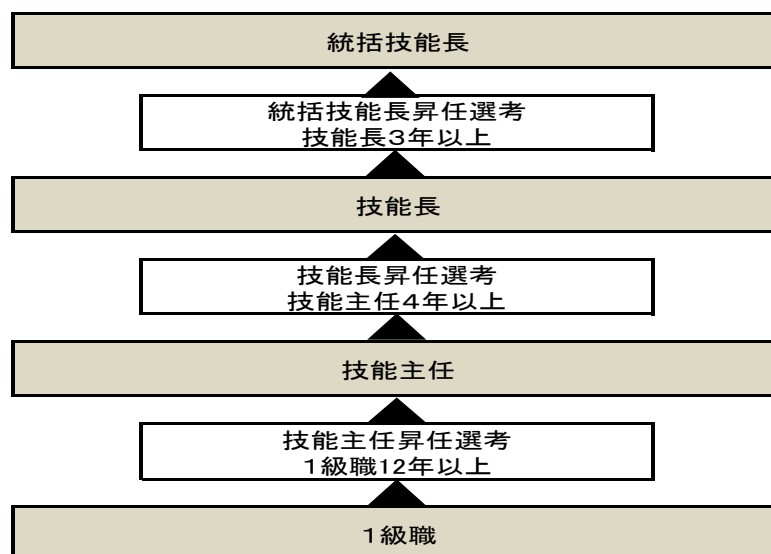 統括技能長
統括技能長昇任選考
技能長3年以上
技能長
技能長昇任選考
技能主任4年以上
技能主任
技能主任昇任選考
1級職12年以上
1級職